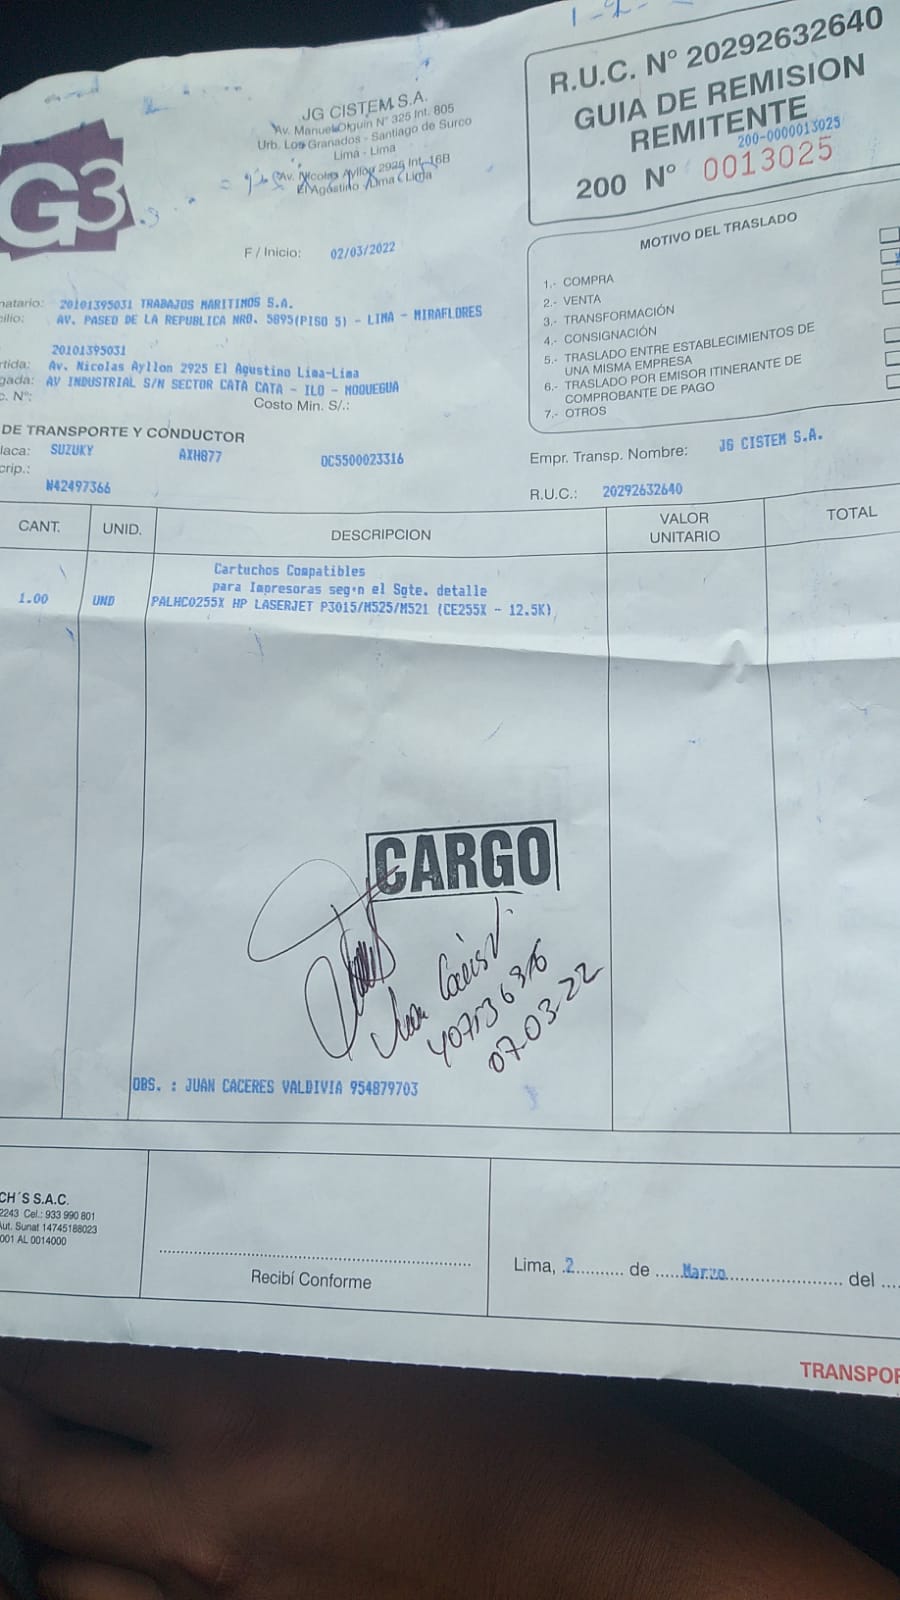 R.U.C. Nº 20292632640
GUIA DE REMISION
REMITENTE
200-0000013025
200 Nº 0013025
G3
JG CISTEM S.A.
Av. Manuel Olguin N° 325 Int. 805
Urb. Los Granados - Santiago de Surco
Lima - Lima
Av. Nicolas Ayllon 2925 Int. 16B
El Agostino - Lima - Lima
F / Inicio: 02/03/2022
MOTIVO DEL TRASLADO
1.- COMPRA
2.- VENTA
3.- TRANSFORMACIÓN
4.- CONSIGNACIÓN
5.- TRASLADO ENTRE ESTABLECIMIENTOS DE
UNA MISMA EMPRESA
6.- TRASLADO POR EMISOR ITINERANTE DE
COMPROBANTE DE PAGO
7.- OTROS
natario: 20101395031 TRABAJOS MARITIMOS S.A.
cilio: AV. PASEO DE LA REPUBLICA NRO. 5895(PISO 5) - LIMA - MIRAFLORES
20101395031
rtida: Av. Nicolas Ayllon 2925 El Agustino Lima-Lima
gada: AV INDUSTRIAL S/N SECTOR CATA CATA - ILO - MOQUEGUA
c. Nº: Costo Min. S/.:
DE TRANSPORTE Y CONDUCTOR
laca: SUZUKY AXH877 OC5500023316
crip.:
N42497366
Empr. Transp. Nombre: JG CISTEM S.A.
R.U.C.: 20292632640
CANT. UNID. DESCRIPCION VALOR UNITARIO TOTAL
Cartuchos Compatibles
para Impresoras seg·n el Sgte. detalle
1.00 UND PALHC0255X HP LASERJET P3015/M525/M521 (CE255X - 12.5K)
CARGO
Juan
07-03-22
OBS. : JUAN CACERES VALDIVIA 954879703
CH´S S.A.C.
2243 Cel.: 933 990 801
Aut. Sunat 14745188023
001 AL 0014000
Recibí Conforme
Lima, 2 de Marzo del
TRANSPOR